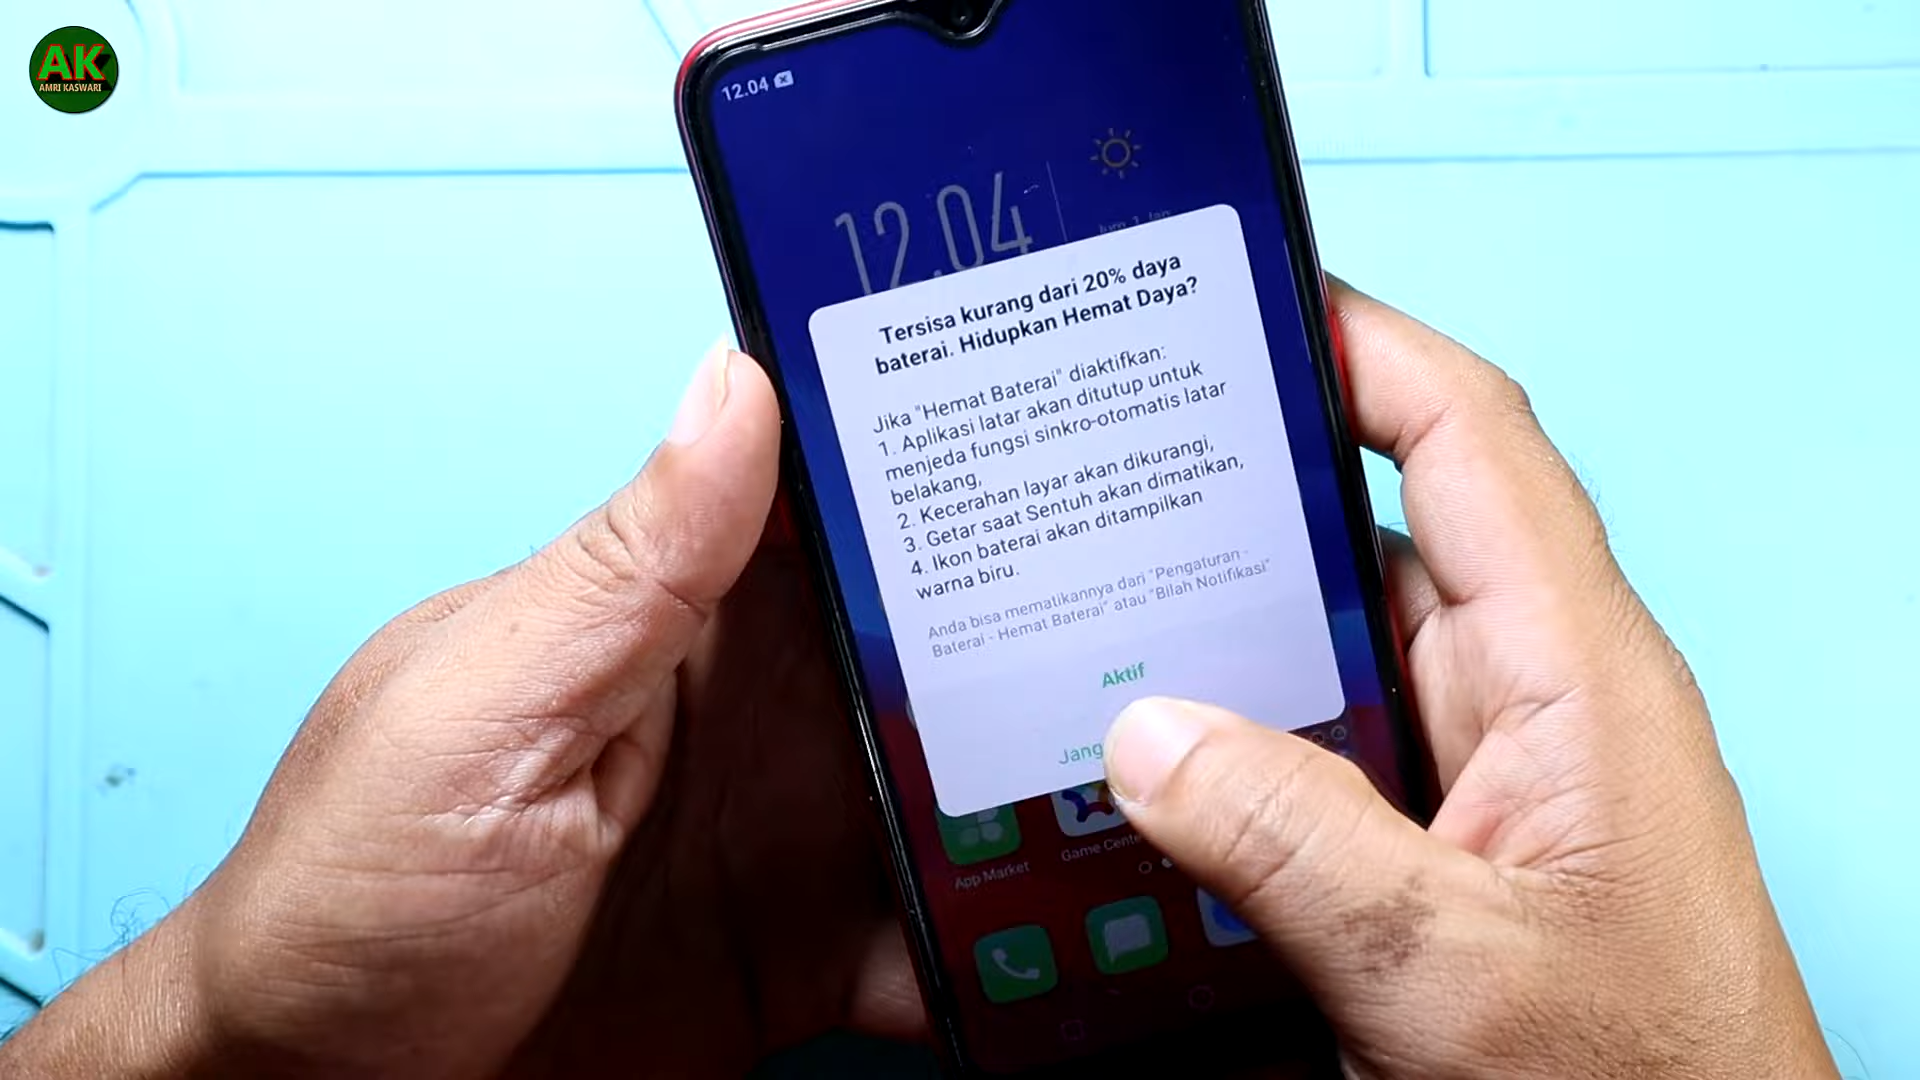 AK
AMRI KASWARI
12.04
12.04
Tersisa kurang dari 20% daya
baterai. Hidupkan Hemat Daya?
Jika "Hemat Baterai" diaktifkan:
1. Aplikasi latar akan ditutup untuk
menjeda fungsi sinkro-otomatis latar
belakang,
2. Kecerahan layar akan dikurangi,
3. Getar saat Sentuh akan dimatikan,
4. Ikon baterai akan ditampilkan
warna biru.
Anda bisa mematikannya dari "Pengaturan -
Baterai - Hemat Baterai" atau "Bilah Notifikasi"
Aktif
Jang
App Market
Game Cente